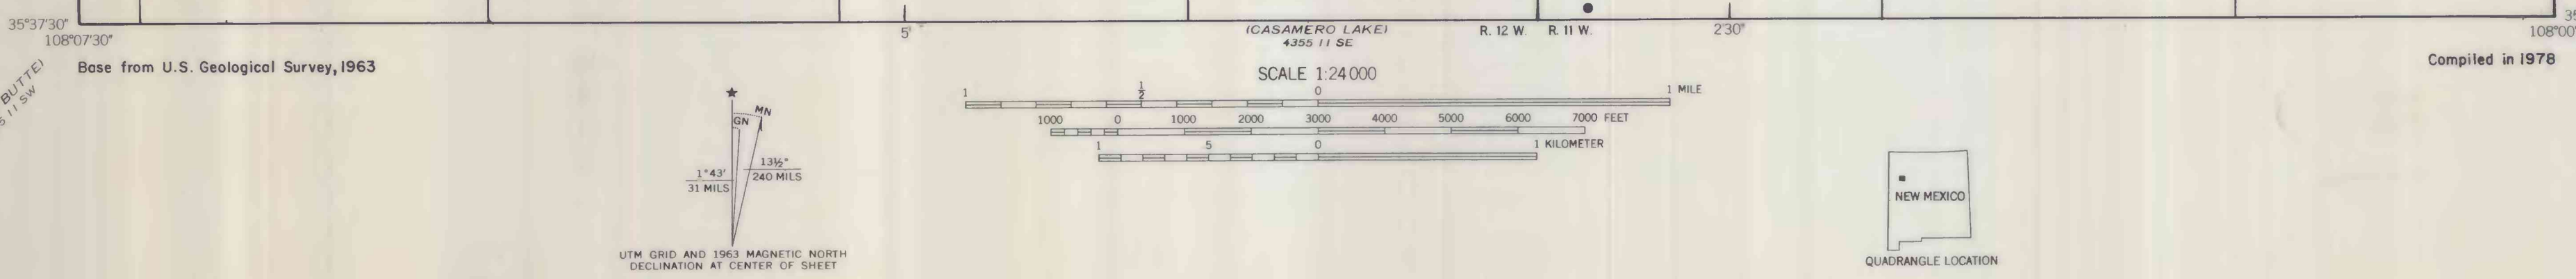 35°37'30"
108°07'30"
5'
(CASAMERO LAKE)
4355 II SE
R. 12 W.
R. 11 W.
2'30"
35
108°00'
BUTTE)
II SW
Base from U.S. Geological Survey, 1963
Compiled in 1978
SCALE 1:24 000
1 ½ 0 1 MILE
1000 0 1000 2000 3000 4000 5000 6000 7000 FEET
1 5 0 1 KILOMETER
★
MN
GN
1°43'
31 MILS
13½°
240 MILS
UTM GRID AND 1963 MAGNETIC NORTH
DECLINATION AT CENTER OF SHEET
NEW MEXICO
QUADRANGLE LOCATION